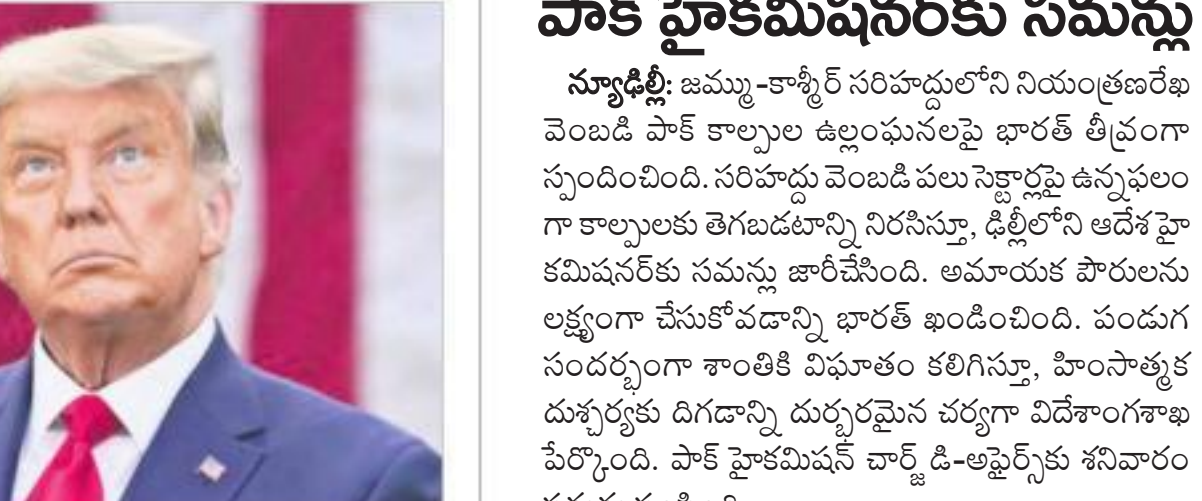 పాక్ హైకమిషనర్‌కు సమన్లు
న్యూఢిల్లీ: జమ్ము-కాశ్మీర్ సరిహద్దులోని నియంత్రణరేఖ
వెంబడి పాక్ కాల్పుల ఉల్లంఘనలపై భారత్ తీవ్రంగా
స్పందించింది. సరిహద్దు వెంబడి పలు సెక్టార్లపై ఉన్నఫలం
గా కాల్పులకు తెగబడటాన్ని నిరసిస్తూ, ఢిల్లీలోని ఆదేశ హై
కమిషనర్‌కు సమన్లు జారీచేసింది. అమాయక పౌరులను
లక్ష్యంగా చేసుకోవడాన్ని భారత్ ఖండించింది. పండుగ
సందర్భంగా శాంతికి విఘాతం కలిగిస్తూ, హింసాత్మక
దుశ్చర్యకు దిగడాన్ని దుర్భరమైన చర్యగా విదేశాంగశాఖ
పేర్కొంది. పాక్ హైకమిషన్ చార్జ్ డి-అఫైర్స్‌కు శనివారం